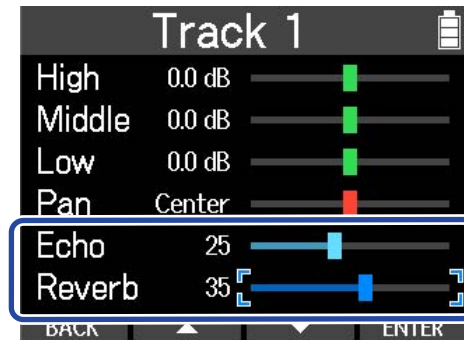 Track 1
High 0.0 dB
Middle 0.0 dB
Low 0.0 dB
Pan Center
Echo 25
Reverb 35
BACK ENTER